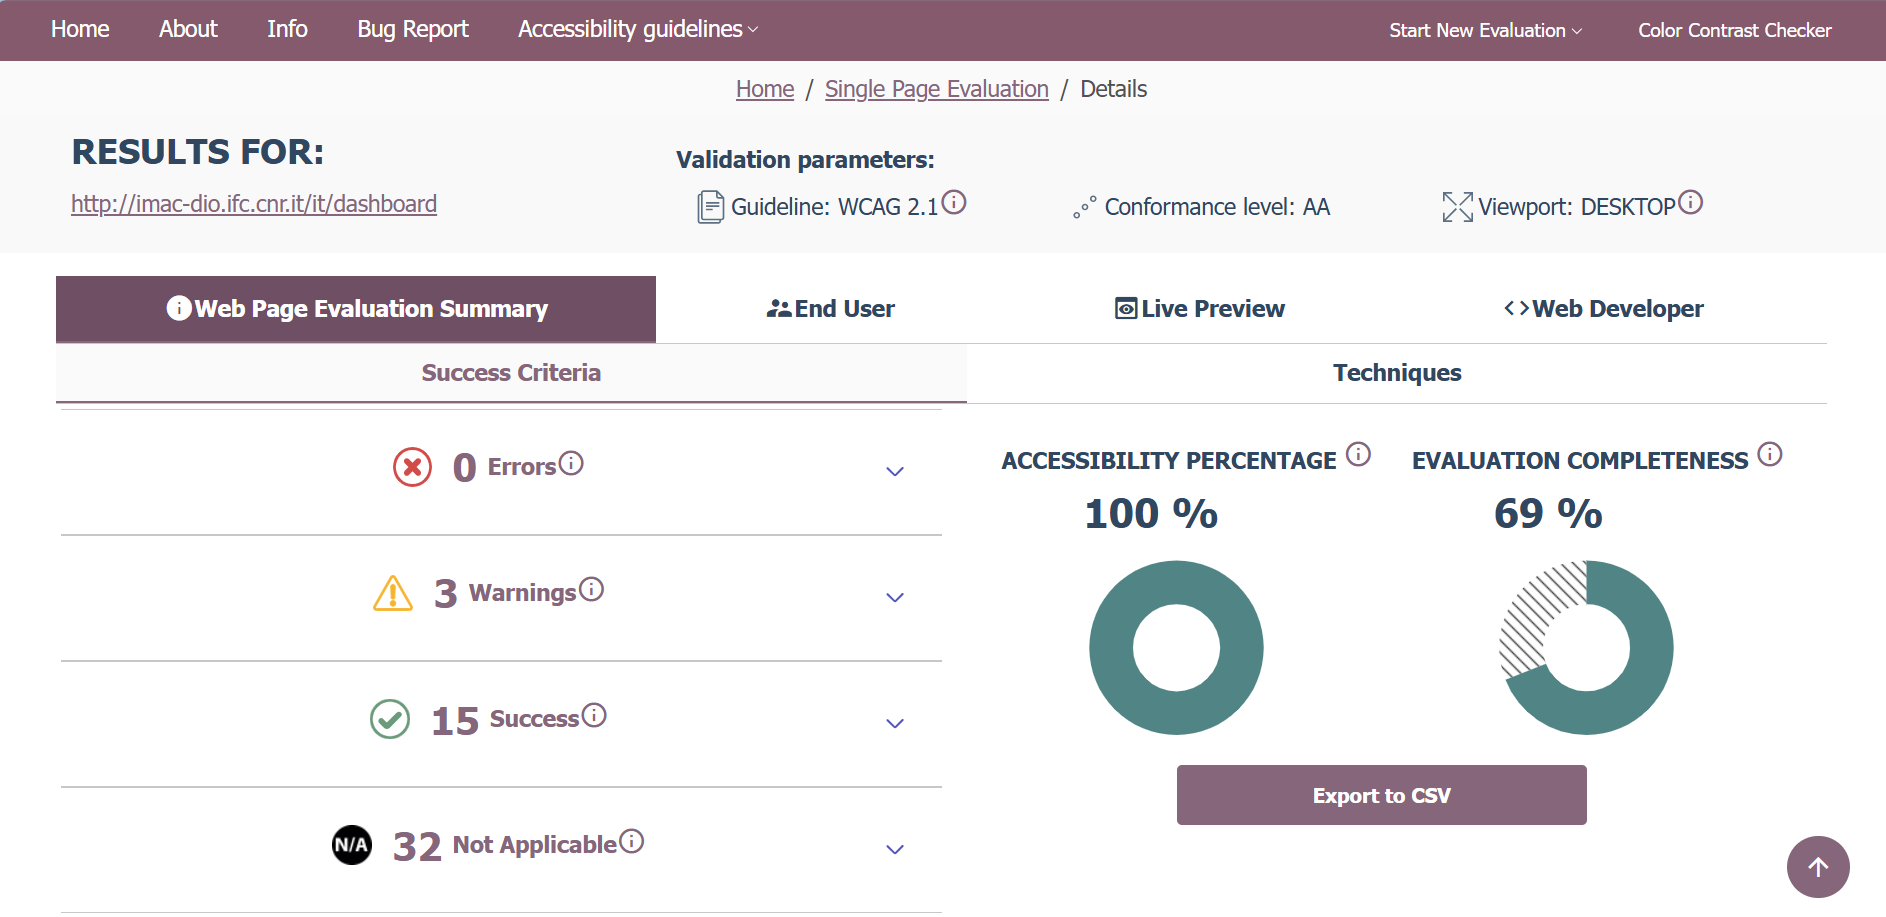 Home About Info Bug Report Accessibility guidelines Start New Evaluation Color Contrast Checker
Home / Single Page Evaluation / Details
RESULTS FOR:
http://imac-dio.ifc.cnr.it/it/dashboard
Validation parameters:
Guideline: WCAG 2.1 Conformance level: AA Viewport: DESKTOP
Web Page Evaluation Summary End User Live Preview Web Developer
Success Criteria Techniques
0 Errors
3 Warnings
15 Success
N/A 32 Not Applicable
ACCESSIBILITY PERCENTAGE
100 %
EVALUATION COMPLETENESS
69 %
Export to CSV